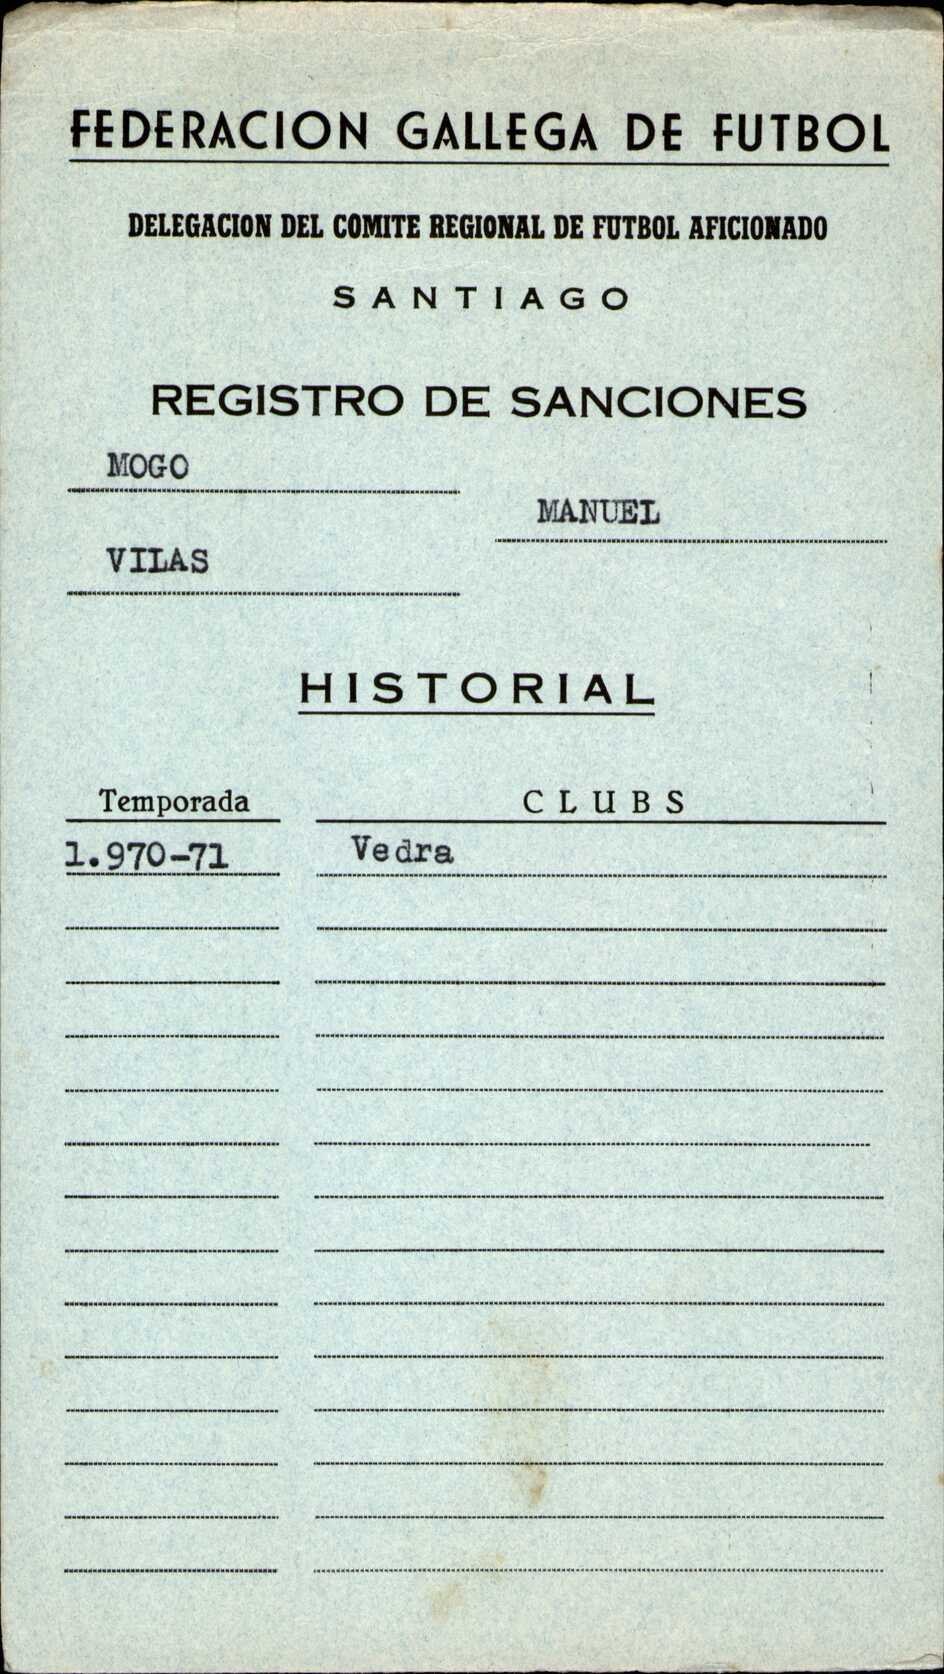 FEDERACION GALLEGA DE FUTBOL
DELEGACION DEL COMITE REGIONAL DE FUTBOL AFICIONADO
SANTIAGO
REGISTRO DE SANCIONES
MOGO
MANUEL
VILAS
HISTORIAL
Temporada CLUBS
1.970-71 Vedra